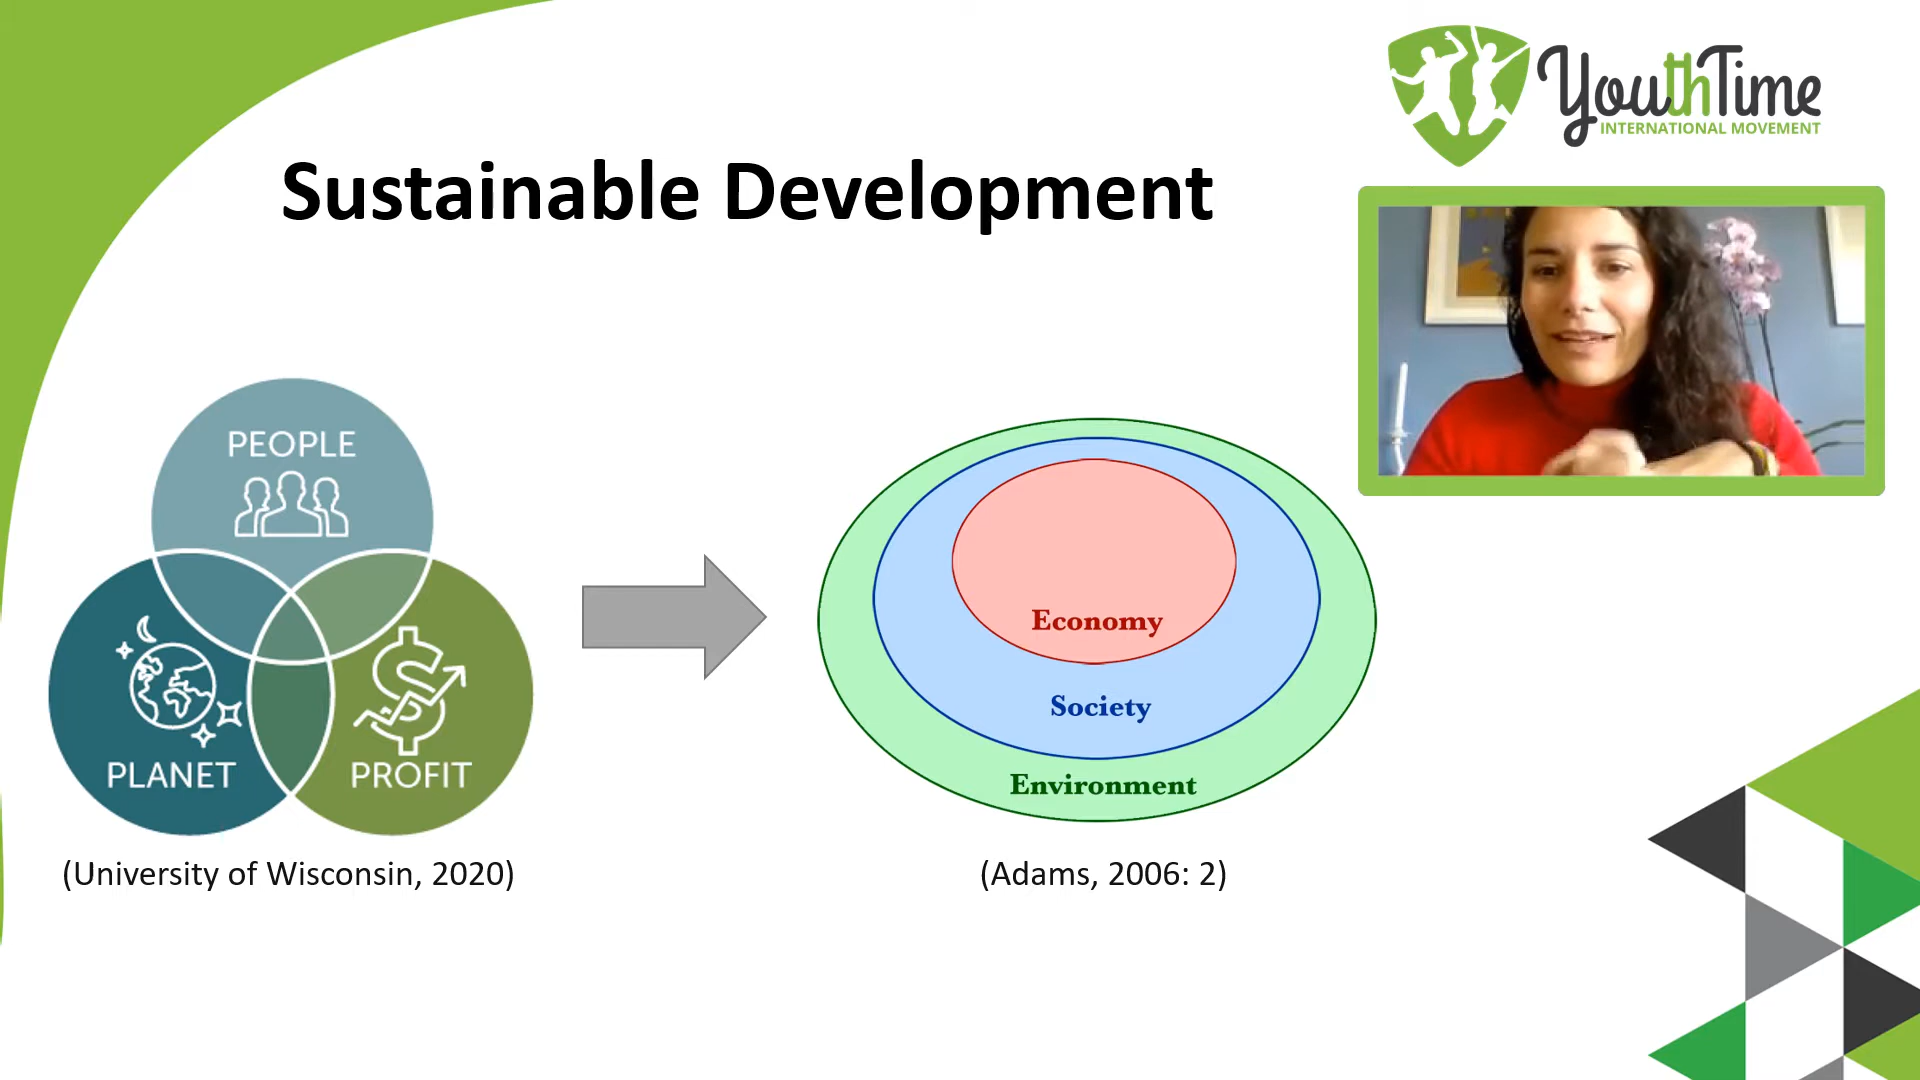 YouthTime
INTERNATIONAL MOVEMENT
Sustainable Development
PEOPLE
PLANET
PROFIT
(University of Wisconsin, 2020)
Economy
Society
Environment
(Adams, 2006: 2)